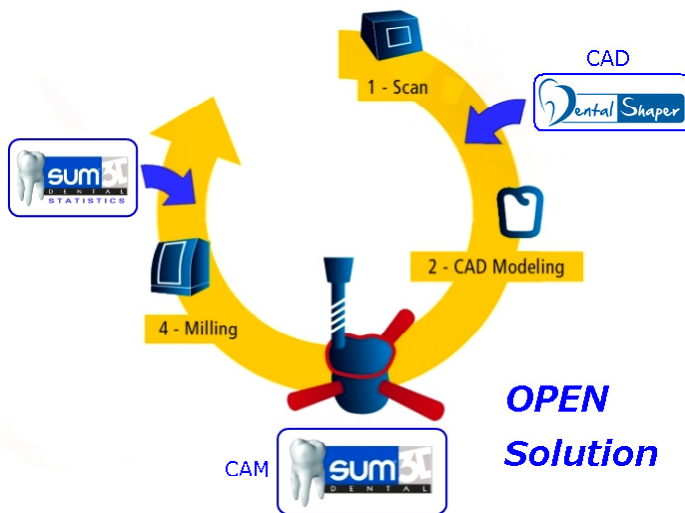 CAD
1 - Scan
Dental Shaper
SUM3D
DENTAL
STATISTICS
2 - CAD Modeling
4 - Milling
OPEN
Solution
CAM
SUM3D
DENTAL